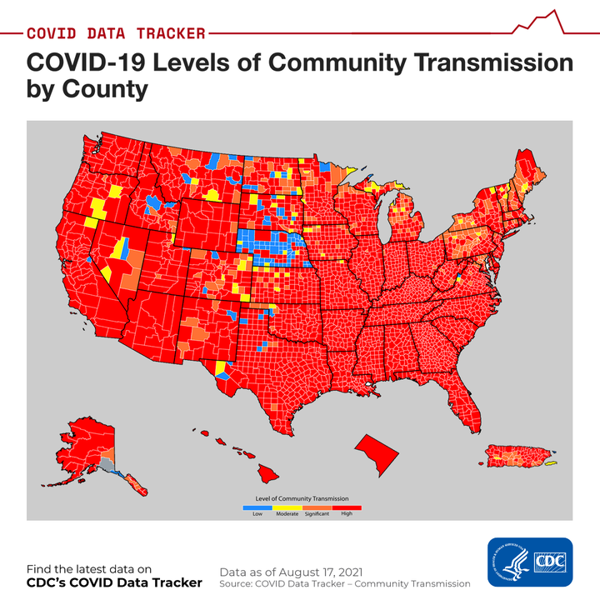 COVID DATA TRACKER
COVID-19 Levels of Community Transmission
by County
Level of Community Transmission
Low Moderate Significant High
Find the latest data on
CDC's COVID Data Tracker
Data as of August 17, 2021
Source: COVID Data Tracker – Community Transmission
CDC